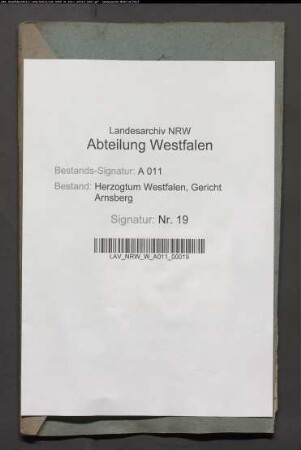 Landesarchiv NRW
Abteilung Westfalen
Bestands-Signatur: A 011
Bestand: Herzogtum Westfalen, Gericht
Arnsberg
Signatur: Nr. 19
LAV_NRW_W_A011_00019